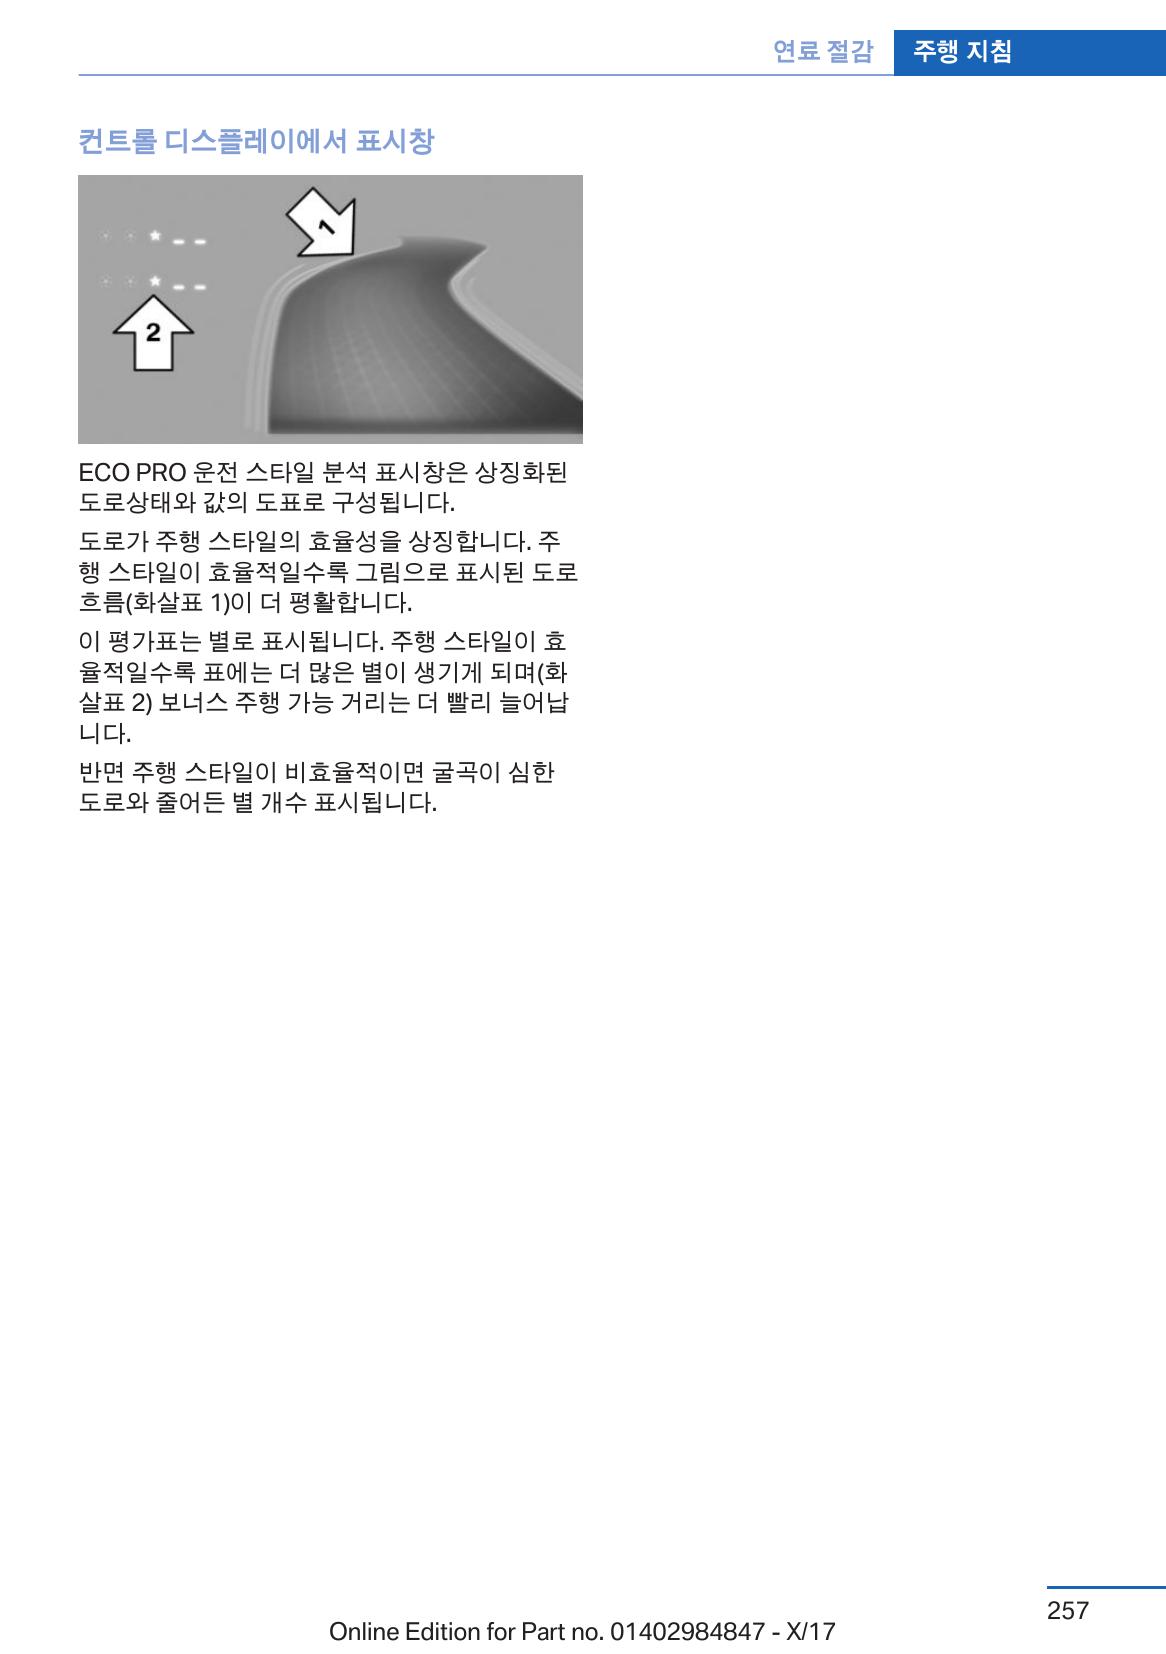 연료 절감 주행 지침
컨트롤 디스플레이에서 표시창
1
2
ECO PRO 운전 스타일 분석 표시창은 상징화된
도로상태와 값의 도표로 구성됩니다.
도로가 주행 스타일의 효율성을 상징합니다. 주
행 스타일이 효율적일수록 그림으로 표시된 도로
흐름(화살표 1)이 더 평활합니다.
이 평가표는 별로 표시됩니다. 주행 스타일이 효
율적일수록 표에는 더 많은 별이 생기게 되며(화
살표 2) 보너스 주행 가능 거리는 더 빨리 늘어납
니다.
반면 주행 스타일이 비효율적이면 굴곡이 심한
도로와 줄어든 별 개수 표시됩니다.
257
Online Edition for Part no. 01402984847 - X/17